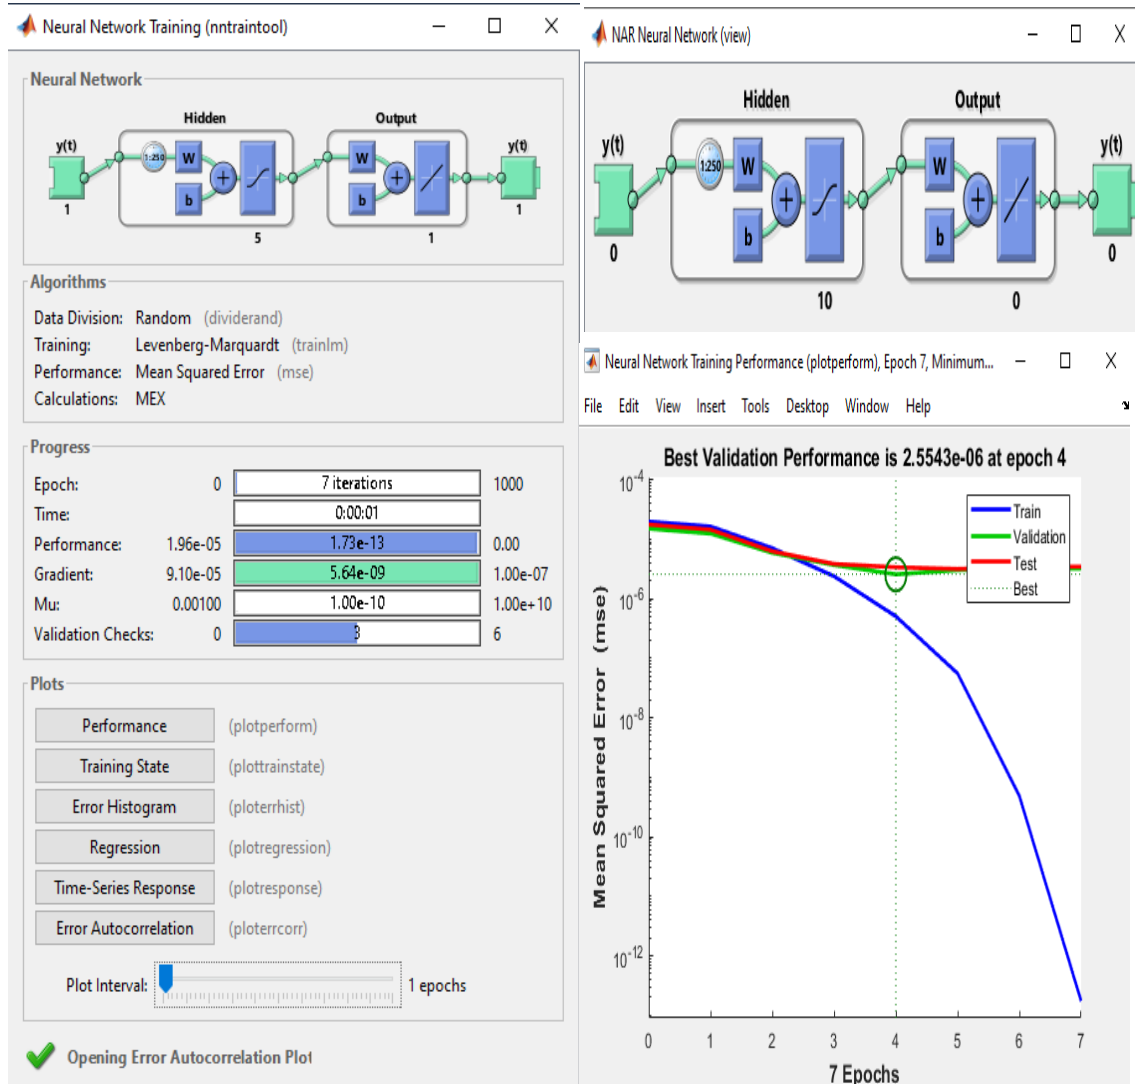 Neural Network Training (nntraintool)
Neural Network
Hidden
Output
y(t)
y(t)
1:250
W
b
W
b
1
5
1
1
Algorithms
Data Division: Random (dividerand)
Training: Levenberg-Marquardt (trainlm)
Performance: Mean Squared Error (mse)
Calculations: MEX
Progress
Epoch: 0 7 iterations 1000
Time: 0:00:01
Performance: 1.96e-05 1.73e-13 0.00
Gradient: 9.10e-05 5.64e-09 1.00e-07
Mu: 0.00100 1.00e-10 1.00e+10
Validation Checks: 0 3 6
Plots
Performance (plotperform)
Training State (plottrainstate)
Error Histogram (ploterrhist)
Regression (plotregression)
Time-Series Response (plotresponse)
Error Autocorrelation (ploterrcorr)
Plot Interval: 1 epochs
Opening Error Autocorrelation Plot
NAR Neural Network (view)
Hidden
Output
y(t)
y(t)
1:250
W
b
W
b
0
10
0
0
Neural Network Training Performance (plotperform), Epoch 7, Minimum...
File Edit View Insert Tools Desktop Window Help
Best Validation Performance is 2.5543e-06 at epoch 4
Mean Squared Error (mse)
10-4
10-6
10-8
10-10
10-12
Train
Validation
Test
Best
0 1 2 3 4 5 6 7
7 Epochs